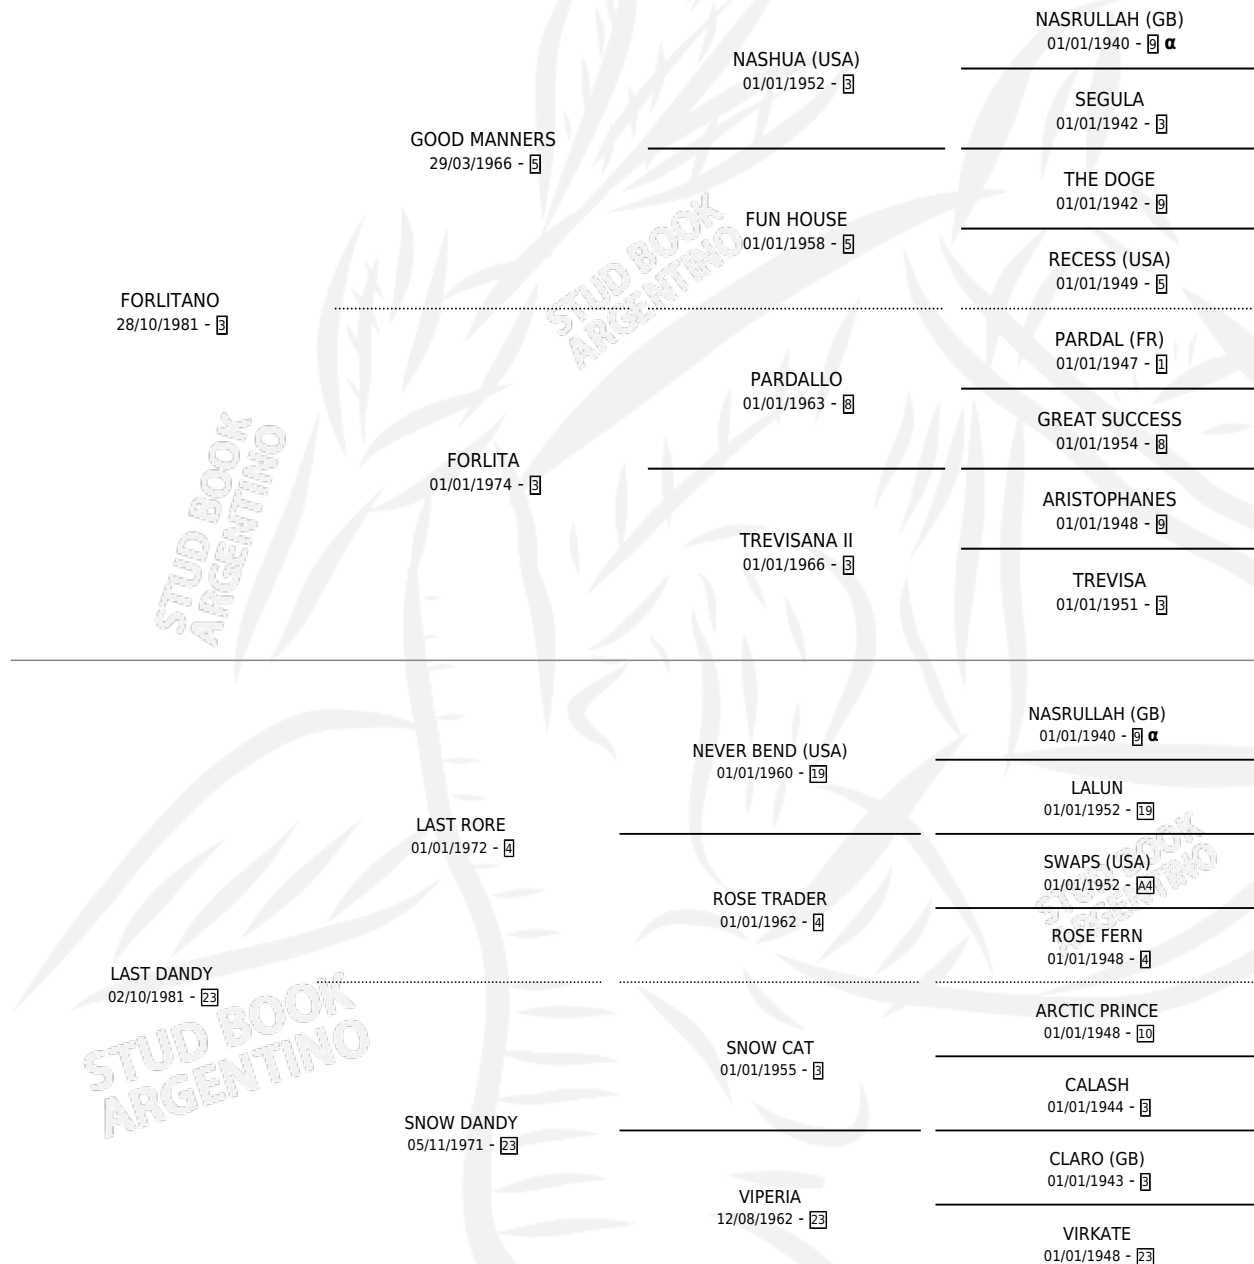 NASRULLAH (GB)
01/01/1940 - 9 α
NASHUA (USA)
01/01/1952 - 3
SEGULA
01/01/1942 - 3
GOOD MANNERS
29/03/1966 - 5
THE DOGE
01/01/1942 - 9
FUN HOUSE
01/01/1958 - 5
RECESS (USA)
01/01/1949 - 5
FORLITANO
28/10/1981 - 3
PARDAL (FR)
01/01/1947 - 1
PARDALLO
01/01/1963 - 8
GREAT SUCCESS
01/01/1954 - 8
FORLITA
01/01/1974 - 3
ARISTOPHANES
01/01/1948 - 9
TREVISANA II
01/01/1966 - 3
TREVISA
01/01/1951 - 3
NASRULLAH (GB)
01/01/1940 - 9 α
NEVER BEND (USA)
01/01/1960 - 19
LALUN
01/01/1952 - 19
LAST RORE
01/01/1972 - 4
SWAPS (USA)
01/01/1952 - A4
ROSE TRADER
01/01/1962 - 4
ROSE FERN
01/01/1948 - 4
LAST DANDY
02/10/1981 - 23
ARCTIC PRINCE
01/01/1948 - 10
SNOW CAT
01/01/1955 - 3
CALASH
01/01/1944 - 3
SNOW DANDY
05/11/1971 - 23
CLARO (GB)
01/01/1943 - 3
VIPERIA
12/08/1962 - 23
VIRKATE
01/01/1948 - 23
STUD BOOK
ARGENTINO
STUD BOOK
ARGENTINO
STUD BOOK
ARGENTINO
STUD BOOK
ARGENTINO